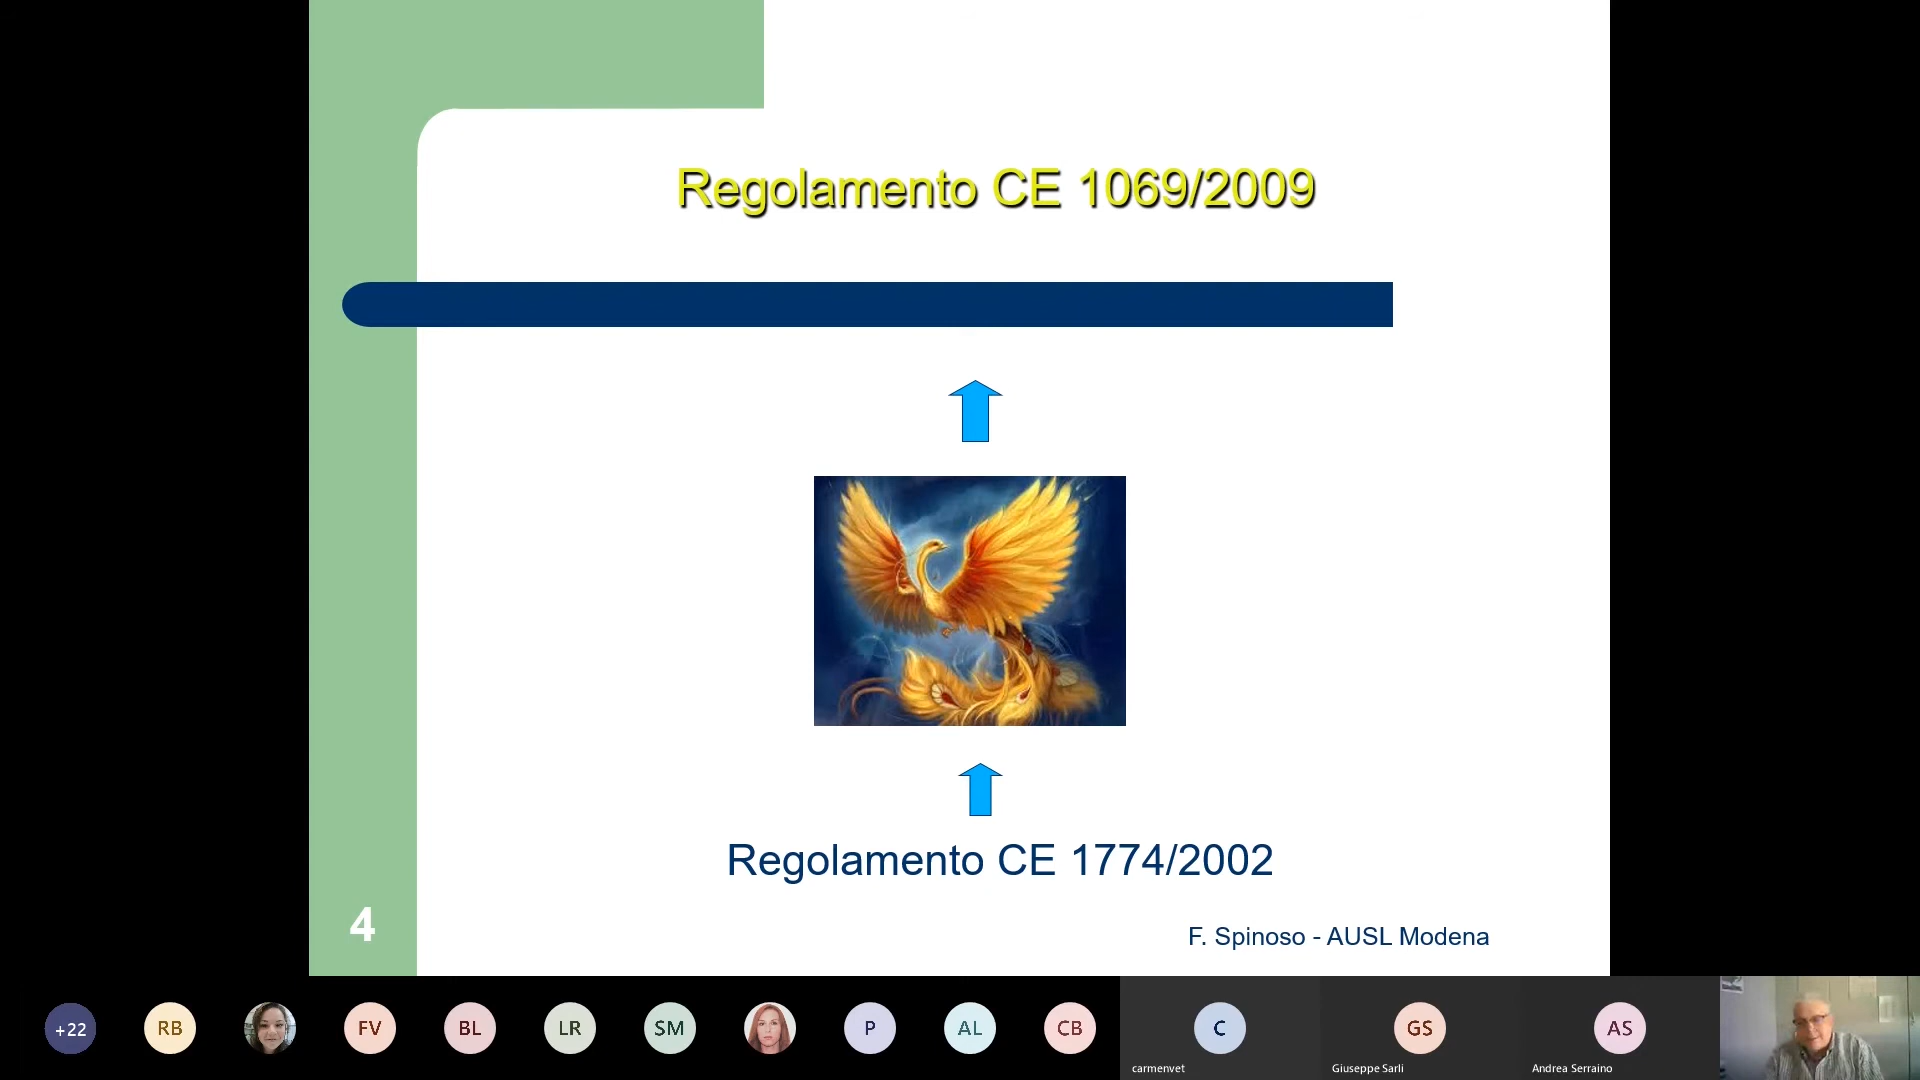 Regolamento CE 1069/2009
Regolamento CE 1774/2002
4
F. Spinoso - AUSL Modena
+22
RB
FV
BL
LR
SM
P
AL
CB
C
carmenvet
GS
Giuseppe Sarli
AS
Andrea Serraino